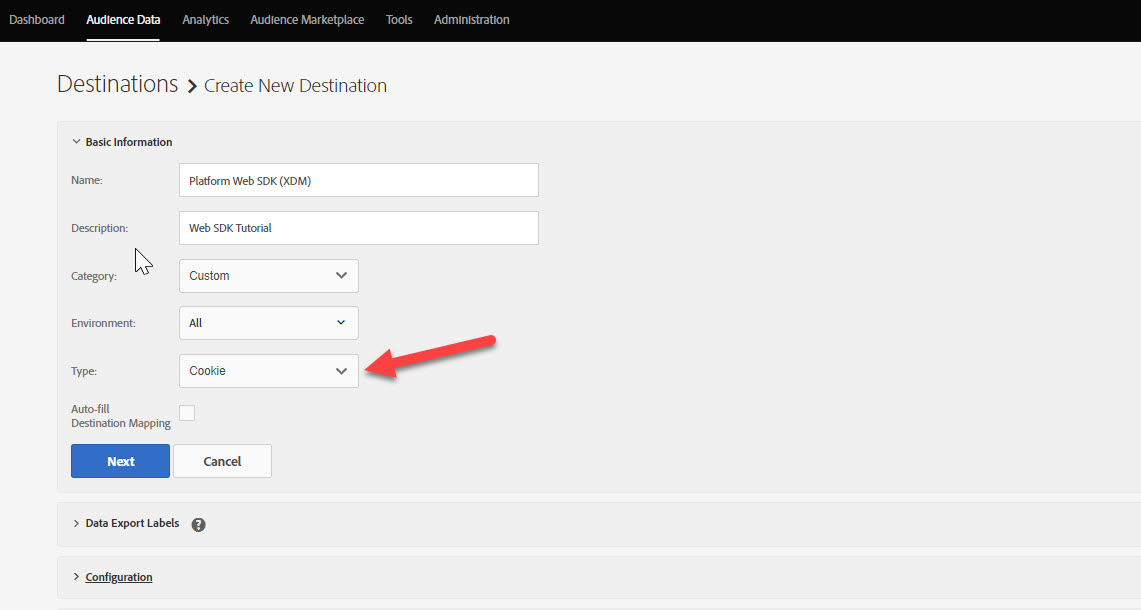 Dashboard Audience Data Analytics Audience Marketplace Tools Administration
Destinations > Create New Destination
Basic Information
Name: Platform Web SDK (XDM)
Description: Web SDK Tutorial
Category: Custom
Environment: All
Type: Cookie
Auto-fill
Destination Mapping
Next Cancel
Data Export Labels ?
Configuration